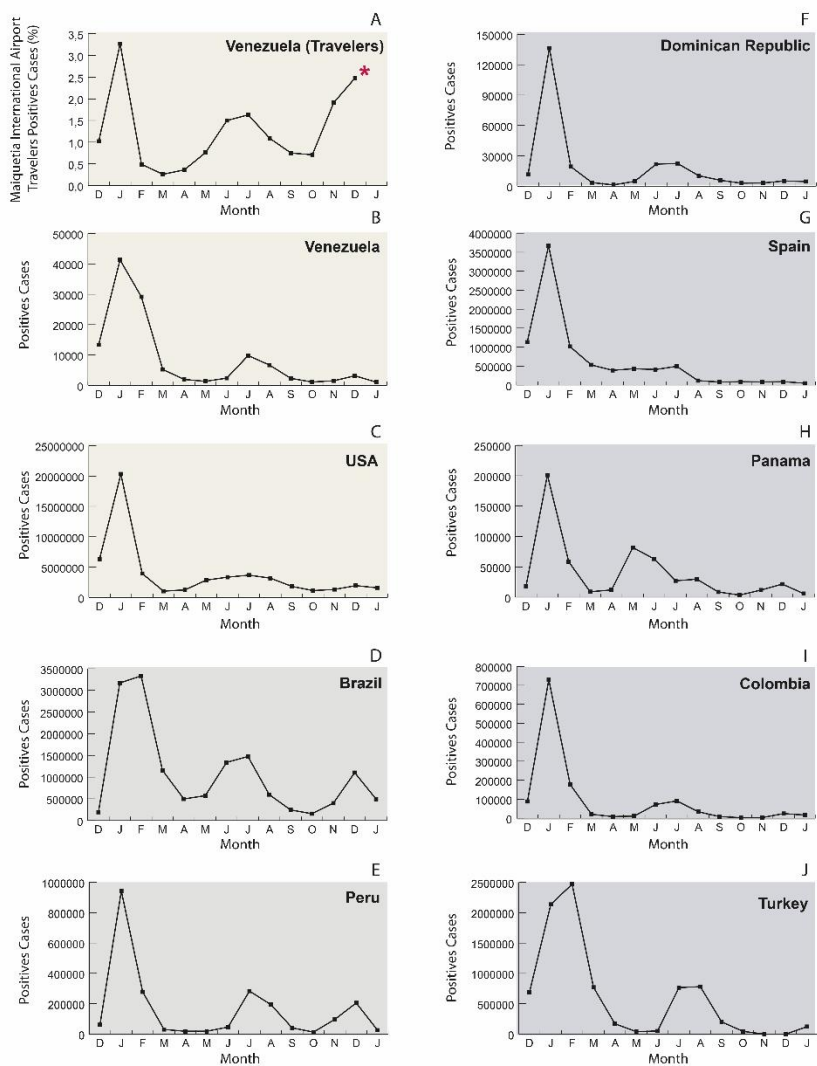 A
Venezuela (Travelers)
Maiquetia International Airport
Travelers Positives Cases (%)
3,5
3,0
2,5
2,0
1,5
1,0
0,5
0,0
*
D J F M A M J J A S O N D J
Month
B
Venezuela
Positives Cases
50000
40000
30000
20000
10000
0
D J F M A M J J A S O N D J
Month
C
USA
Positives Cases
25000000
20000000
15000000
10000000
5000000
0
D J F M A M J J A S O N D J
Month
D
Brazil
Positives Cases
3500000
3000000
2500000
2000000
1500000
1000000
500000
0
D J F M A M J J A S O N D J
Month
E
Peru
Positives Cases
1000000
800000
600000
400000
200000
0
D J F M A M J J A S O N D J
Month
F
Dominican Republic
Positives Cases
150000
120000
90000
60000
30000
0
D J F M A M J J A S O N D J
Month
G
Spain
Positives Cases
4000000
3500000
3000000
2500000
2000000
1500000
1000000
500000
0
D J F M A M J J A S O N D J
Month
H
Panama
Positives Cases
250000
200000
150000
100000
50000
0
D J F M A M J J A S O N D J
Month
I
Colombia
Positives Cases
800000
700000
600000
500000
400000
300000
200000
100000
0
D J F M A M J J A S O N D J
Month
J
Turkey
Positives Cases
2500000
2000000
1500000
1000000
500000
0
D J F M A M J J A S O N D J
Month